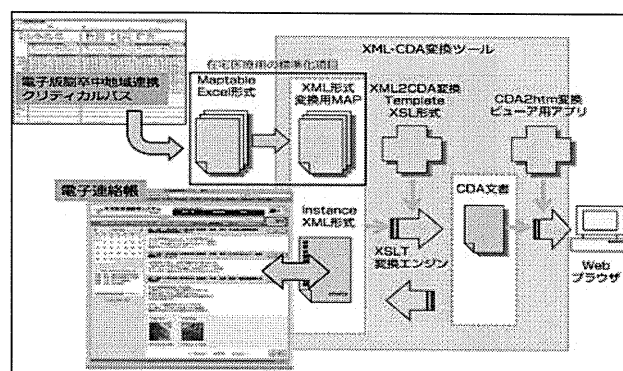 XML・CDA変換ツール
在宅医療用の標準化項目
電子版脳卒中地域連携
クリティカルパス
Maptable
Excel形式
XML形式
変換用MAP
XML2CDA変換
Template
XSL形式
CDA2htm変換
ビューア用アプリ
電子連絡帳
Instance
XML形式
CDA文書
XSLT
変換エンジン
Web
ブラウザ